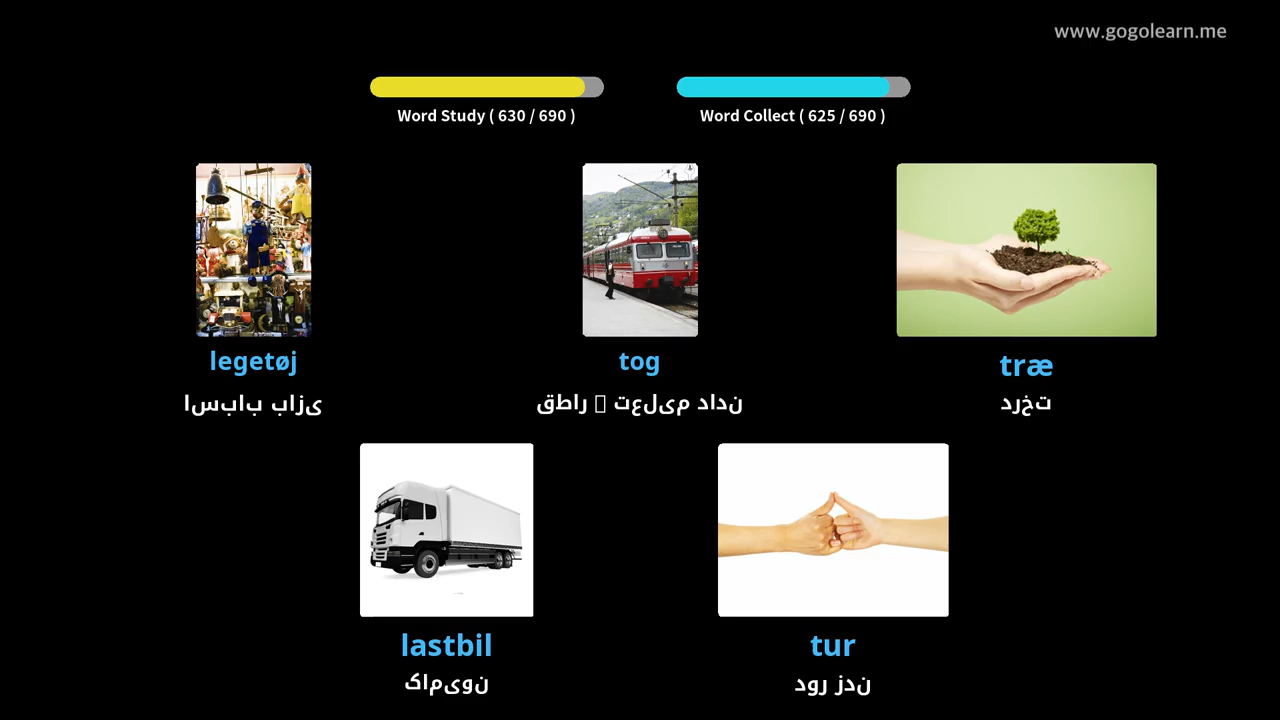 www.gogolearn.me
Word Study ( 630 / 690 )
Word Collect ( 625 / 690 )
legetøj
اسباب بازی
tog
قطار □ تعلیم دادن
træ
درخت
lastbil
کامیون
tur
دور زدن